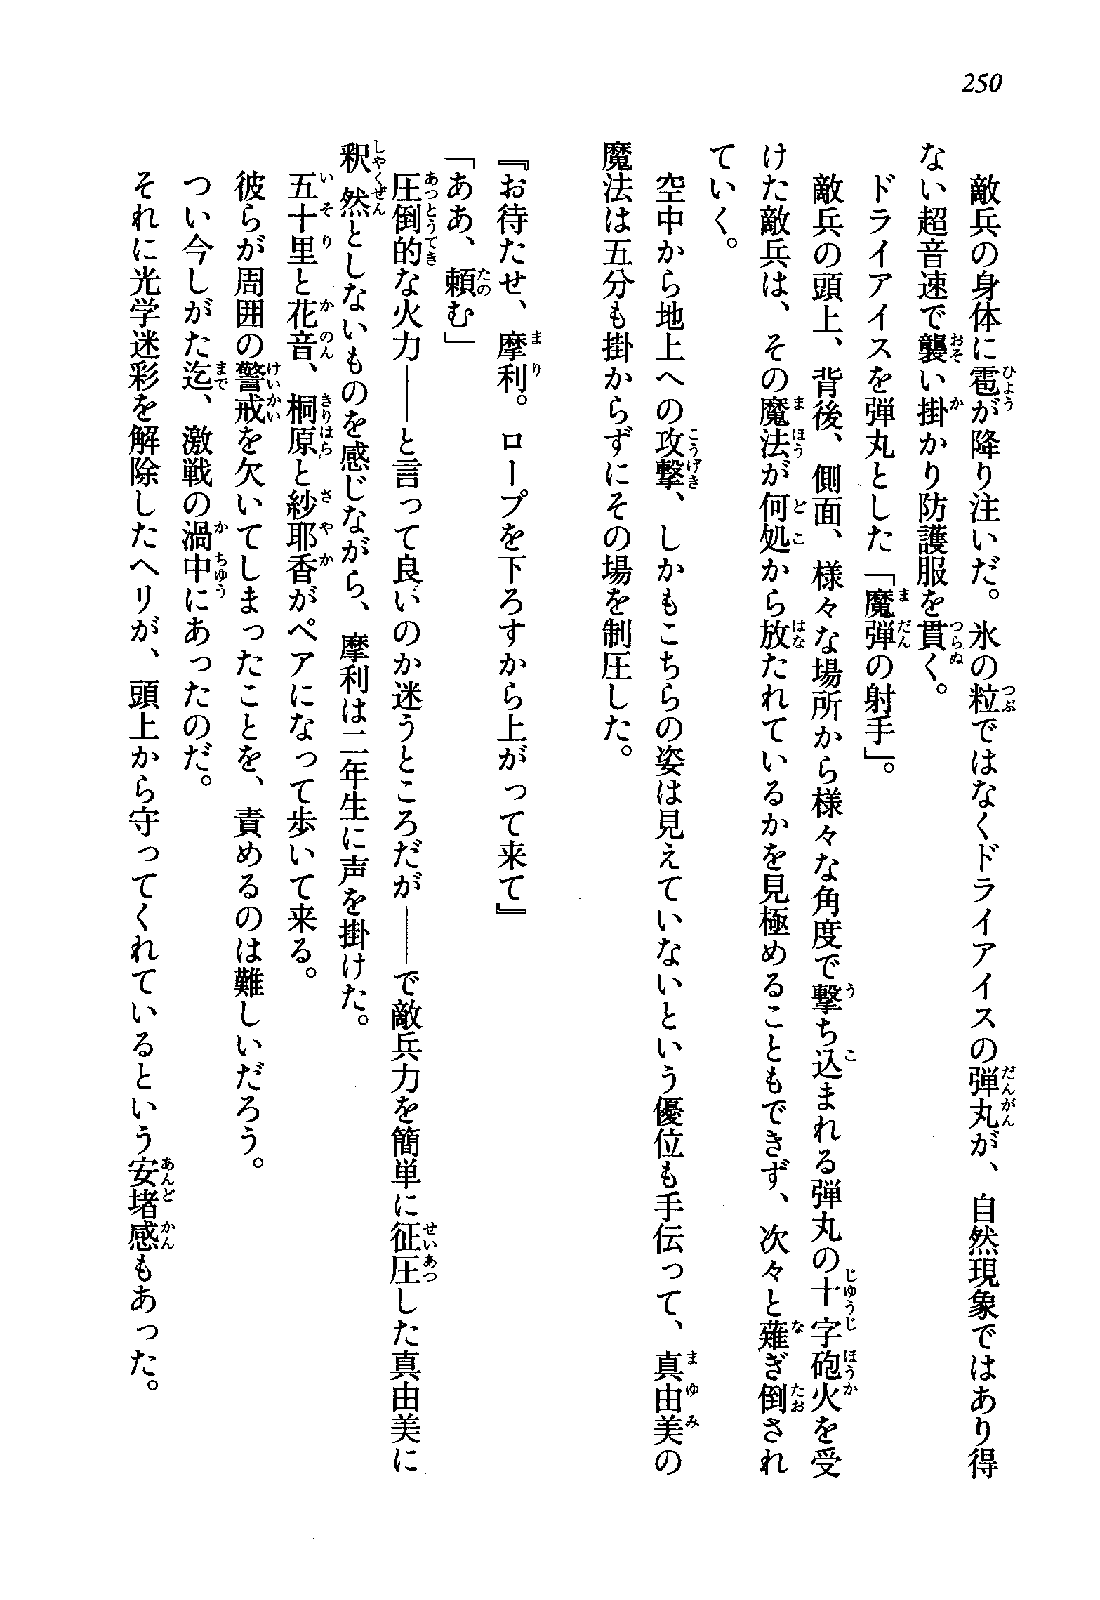 250
敵兵の身体に雹が降り注いだ。氷の粒ではなくドライアイスの弾丸が、自然現象ではあり得
ない超音速で襲い掛かり防護服を貫く。
ドライアイスを弾丸とした「魔弾の射手」。
敵兵の頭上、背後、側面、様々な場所から様々な角度で撃ち込まれる弾丸の十字砲火を受
けた敵兵は、その魔法が何処から放たれているかを見極めることもできず、次々と薙ぎ倒され
ていく。
空中から地上への攻撃、しかもこちらの姿は見えていないという優位も手伝って、真由美の
魔法は五分も掛からずにその場を制圧した。
『お待たせ、摩利。ロープを下ろすから上がって来て』
「ああ、頼む」
圧倒的な火力――と言って良いのか迷うところだが――で敵兵力を簡単に征圧した真由美に
釈然としないものを感じながら、摩利は二年生に声を掛けた。
五十里と花音、桐原と紗耶香がペアになって歩いて来る。
彼らが周囲の警戒を欠いてしまったことを、責めるのは難しいだろう。
つい今しがた迄、激戦の渦中にあったのだ。
それに光学迷彩を解除したヘリが、頭上から守ってくれているという安堵感もあった。